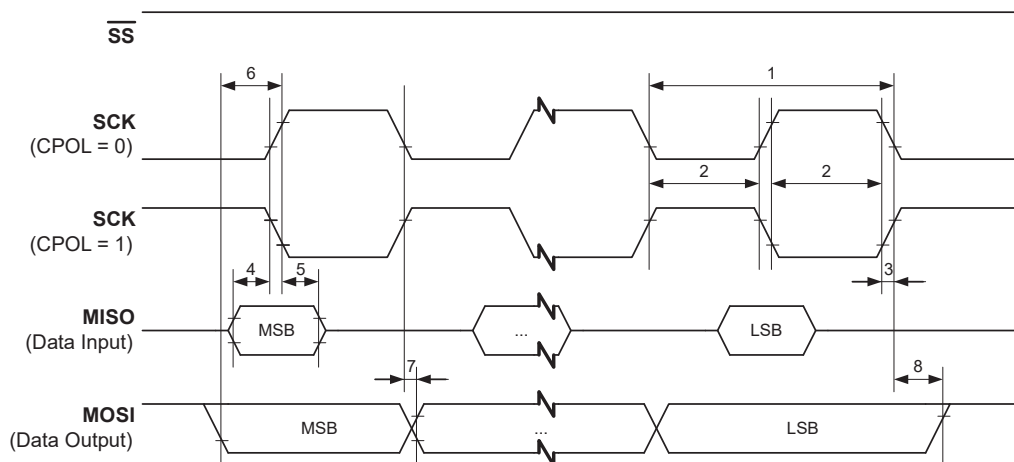 SS
6
1
SCK
(CPOL = 0)
2
2
SCK
(CPOL = 1)
4
5
3
MISO
(Data Input)
MSB
...
LSB
7
8
MOSI
(Data Output)
MSB
...
LSB